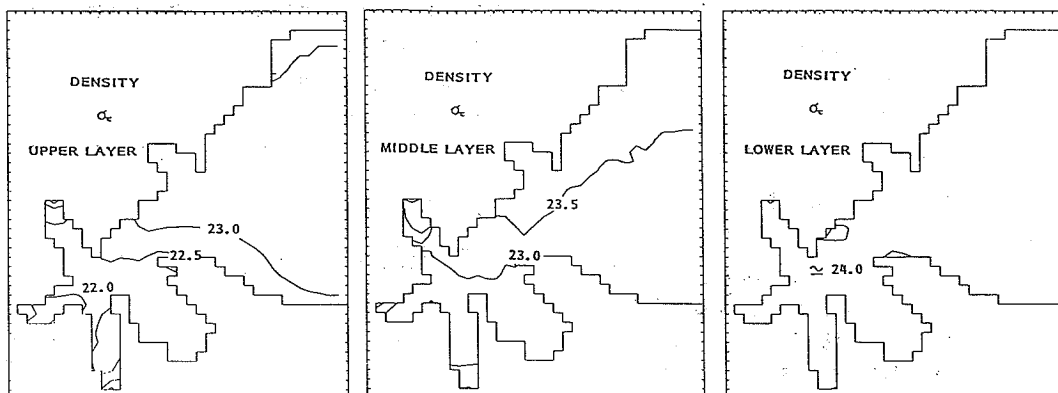 DENSITY
σt
UPPER LAYER
23.0
22.5
22.0
DENSITY
σt
MIDDLE LAYER
23.5
23.0
DENSITY
σt
LOWER LAYER
≃ 24.0